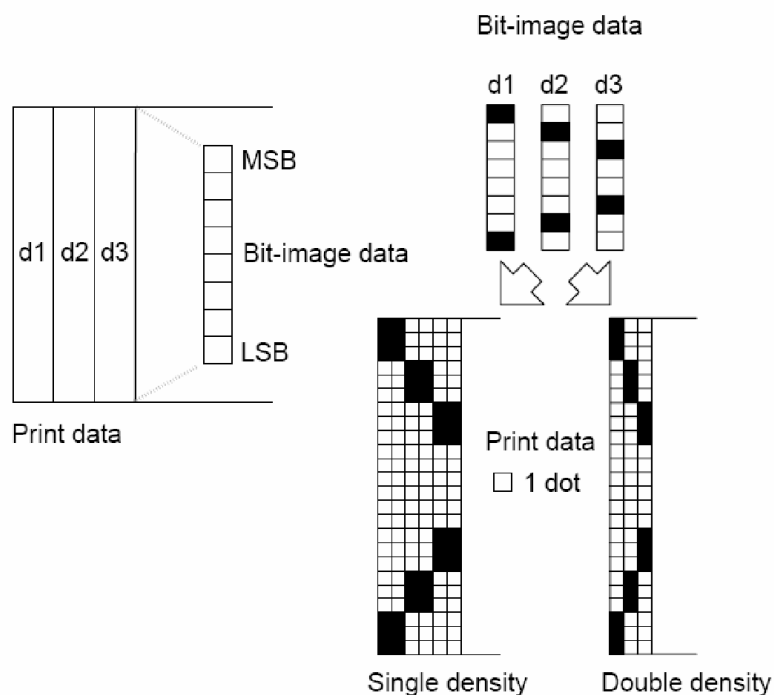 Bit-image data
d1 d2 d3
MSB
d1 d2 d3
Bit-image data
LSB
Print data
Print data
1 dot
Single density
Double density